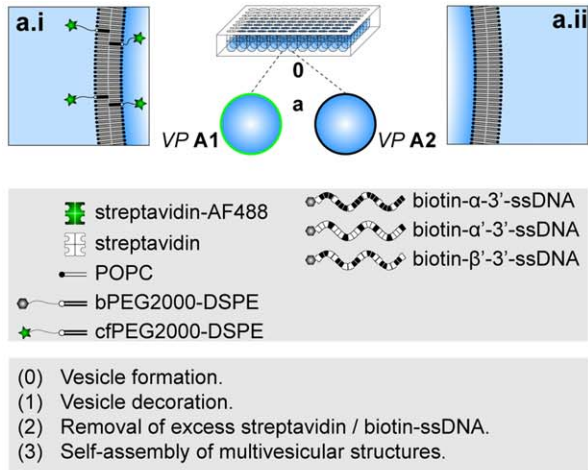 a.i
a.ii
0
a
VP A1
VP A2
streptavidin-AF488
streptavidin
POPC
bPEG2000-DSPE
cfPEG2000-DSPE
biotin-α-3'-ssDNA
biotin-α'-3'-ssDNA
biotin-β'-3'-ssDNA
(0) Vesicle formation.
(1) Vesicle decoration.
(2) Removal of excess streptavidin / biotin-ssDNA.
(3) Self-assembly of multivesicular structures.